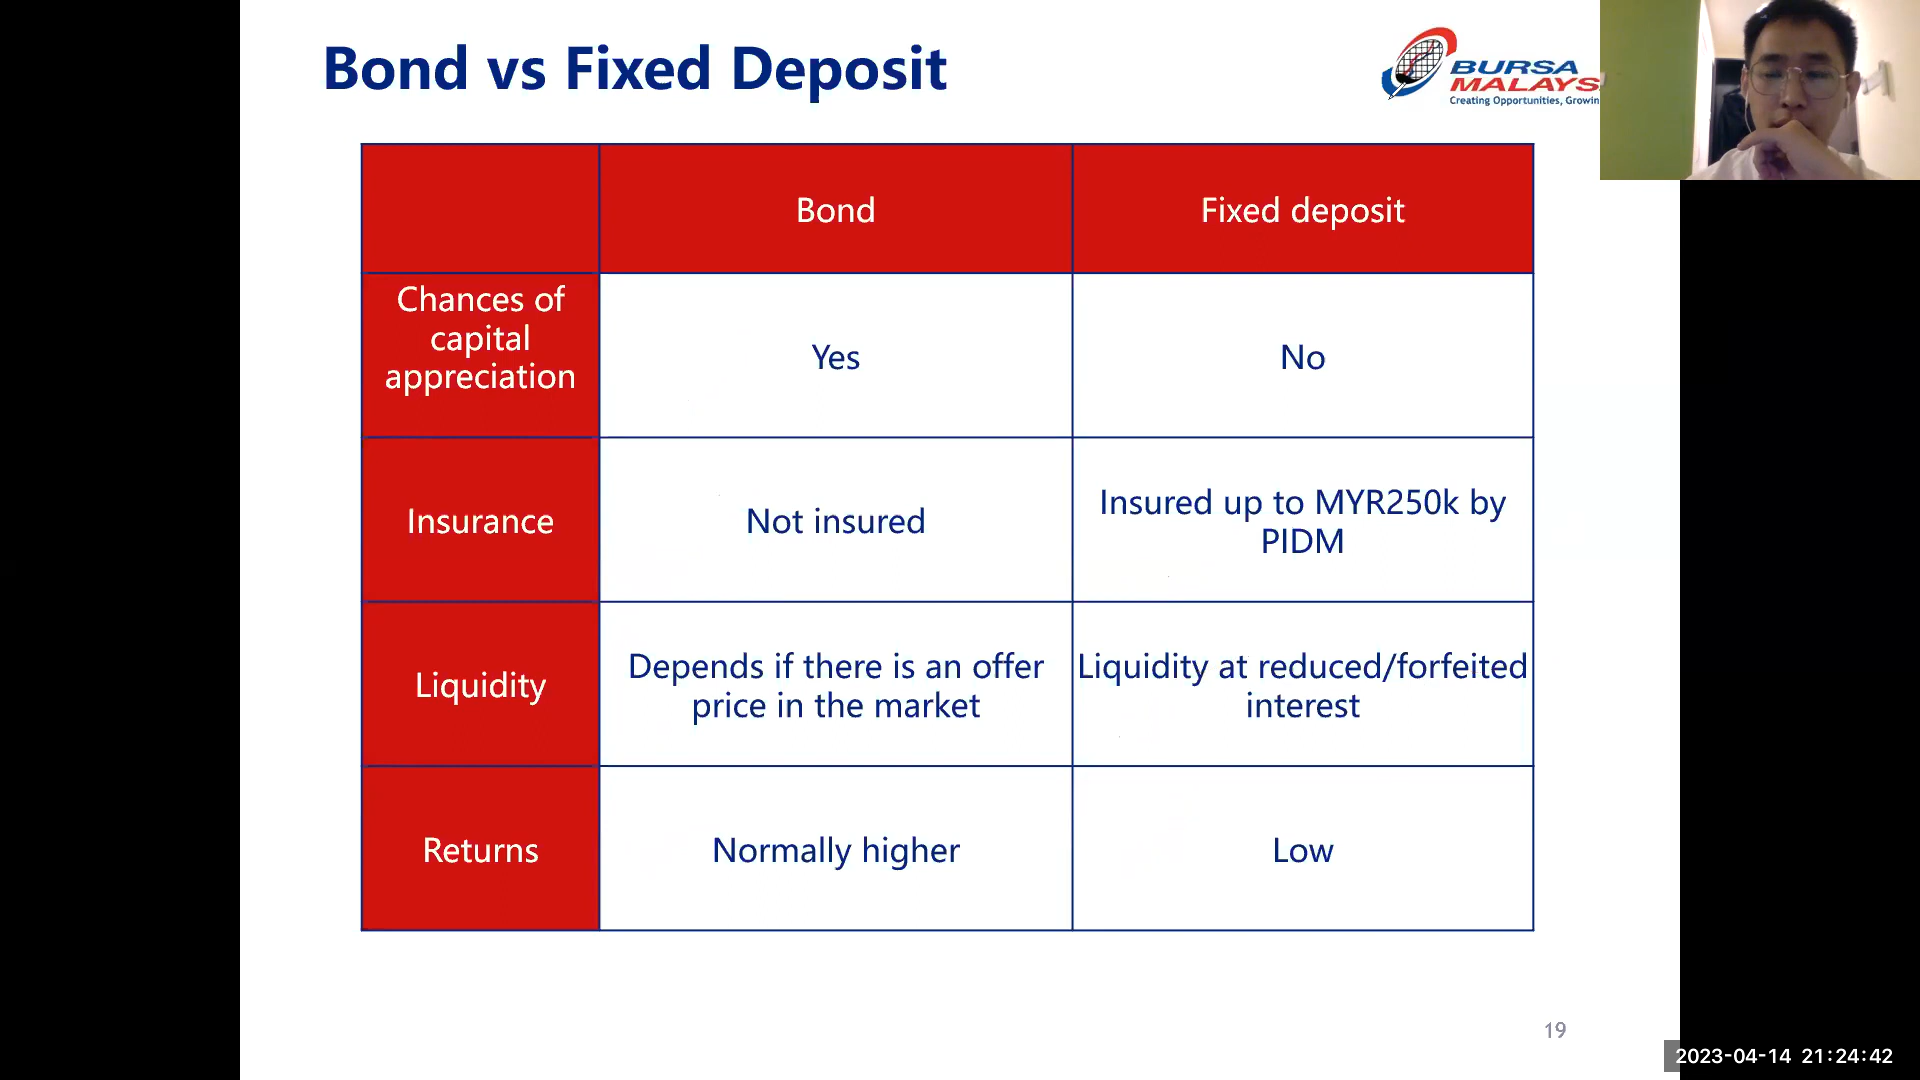 Bond vs Fixed Deposit
BURSA
MALAYS
Creating Opportunities, Growin
Bond
Fixed deposit
Chances of
capital
appreciation
Yes
No
Insurance
Not insured
Insured up to MYR250k by
PIDM
Liquidity
Depends if there is an offer
price in the market
Liquidity at reduced/forfeited
interest
Returns
Normally higher
Low
19
2023-04-14 21:24:42